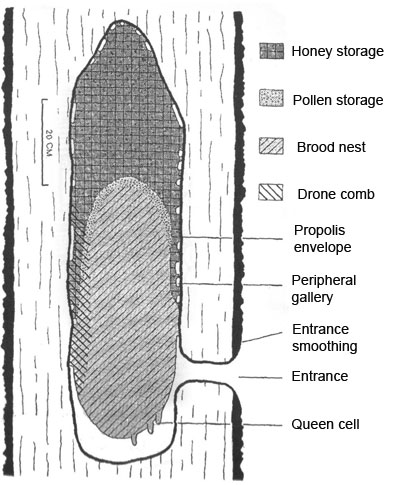 Honey storage
Pollen storage
Brood nest
Drone comb
20 CM
Propolis
envelope
Peripheral
gallery
Entrance
smoothing
Entrance
Queen cell